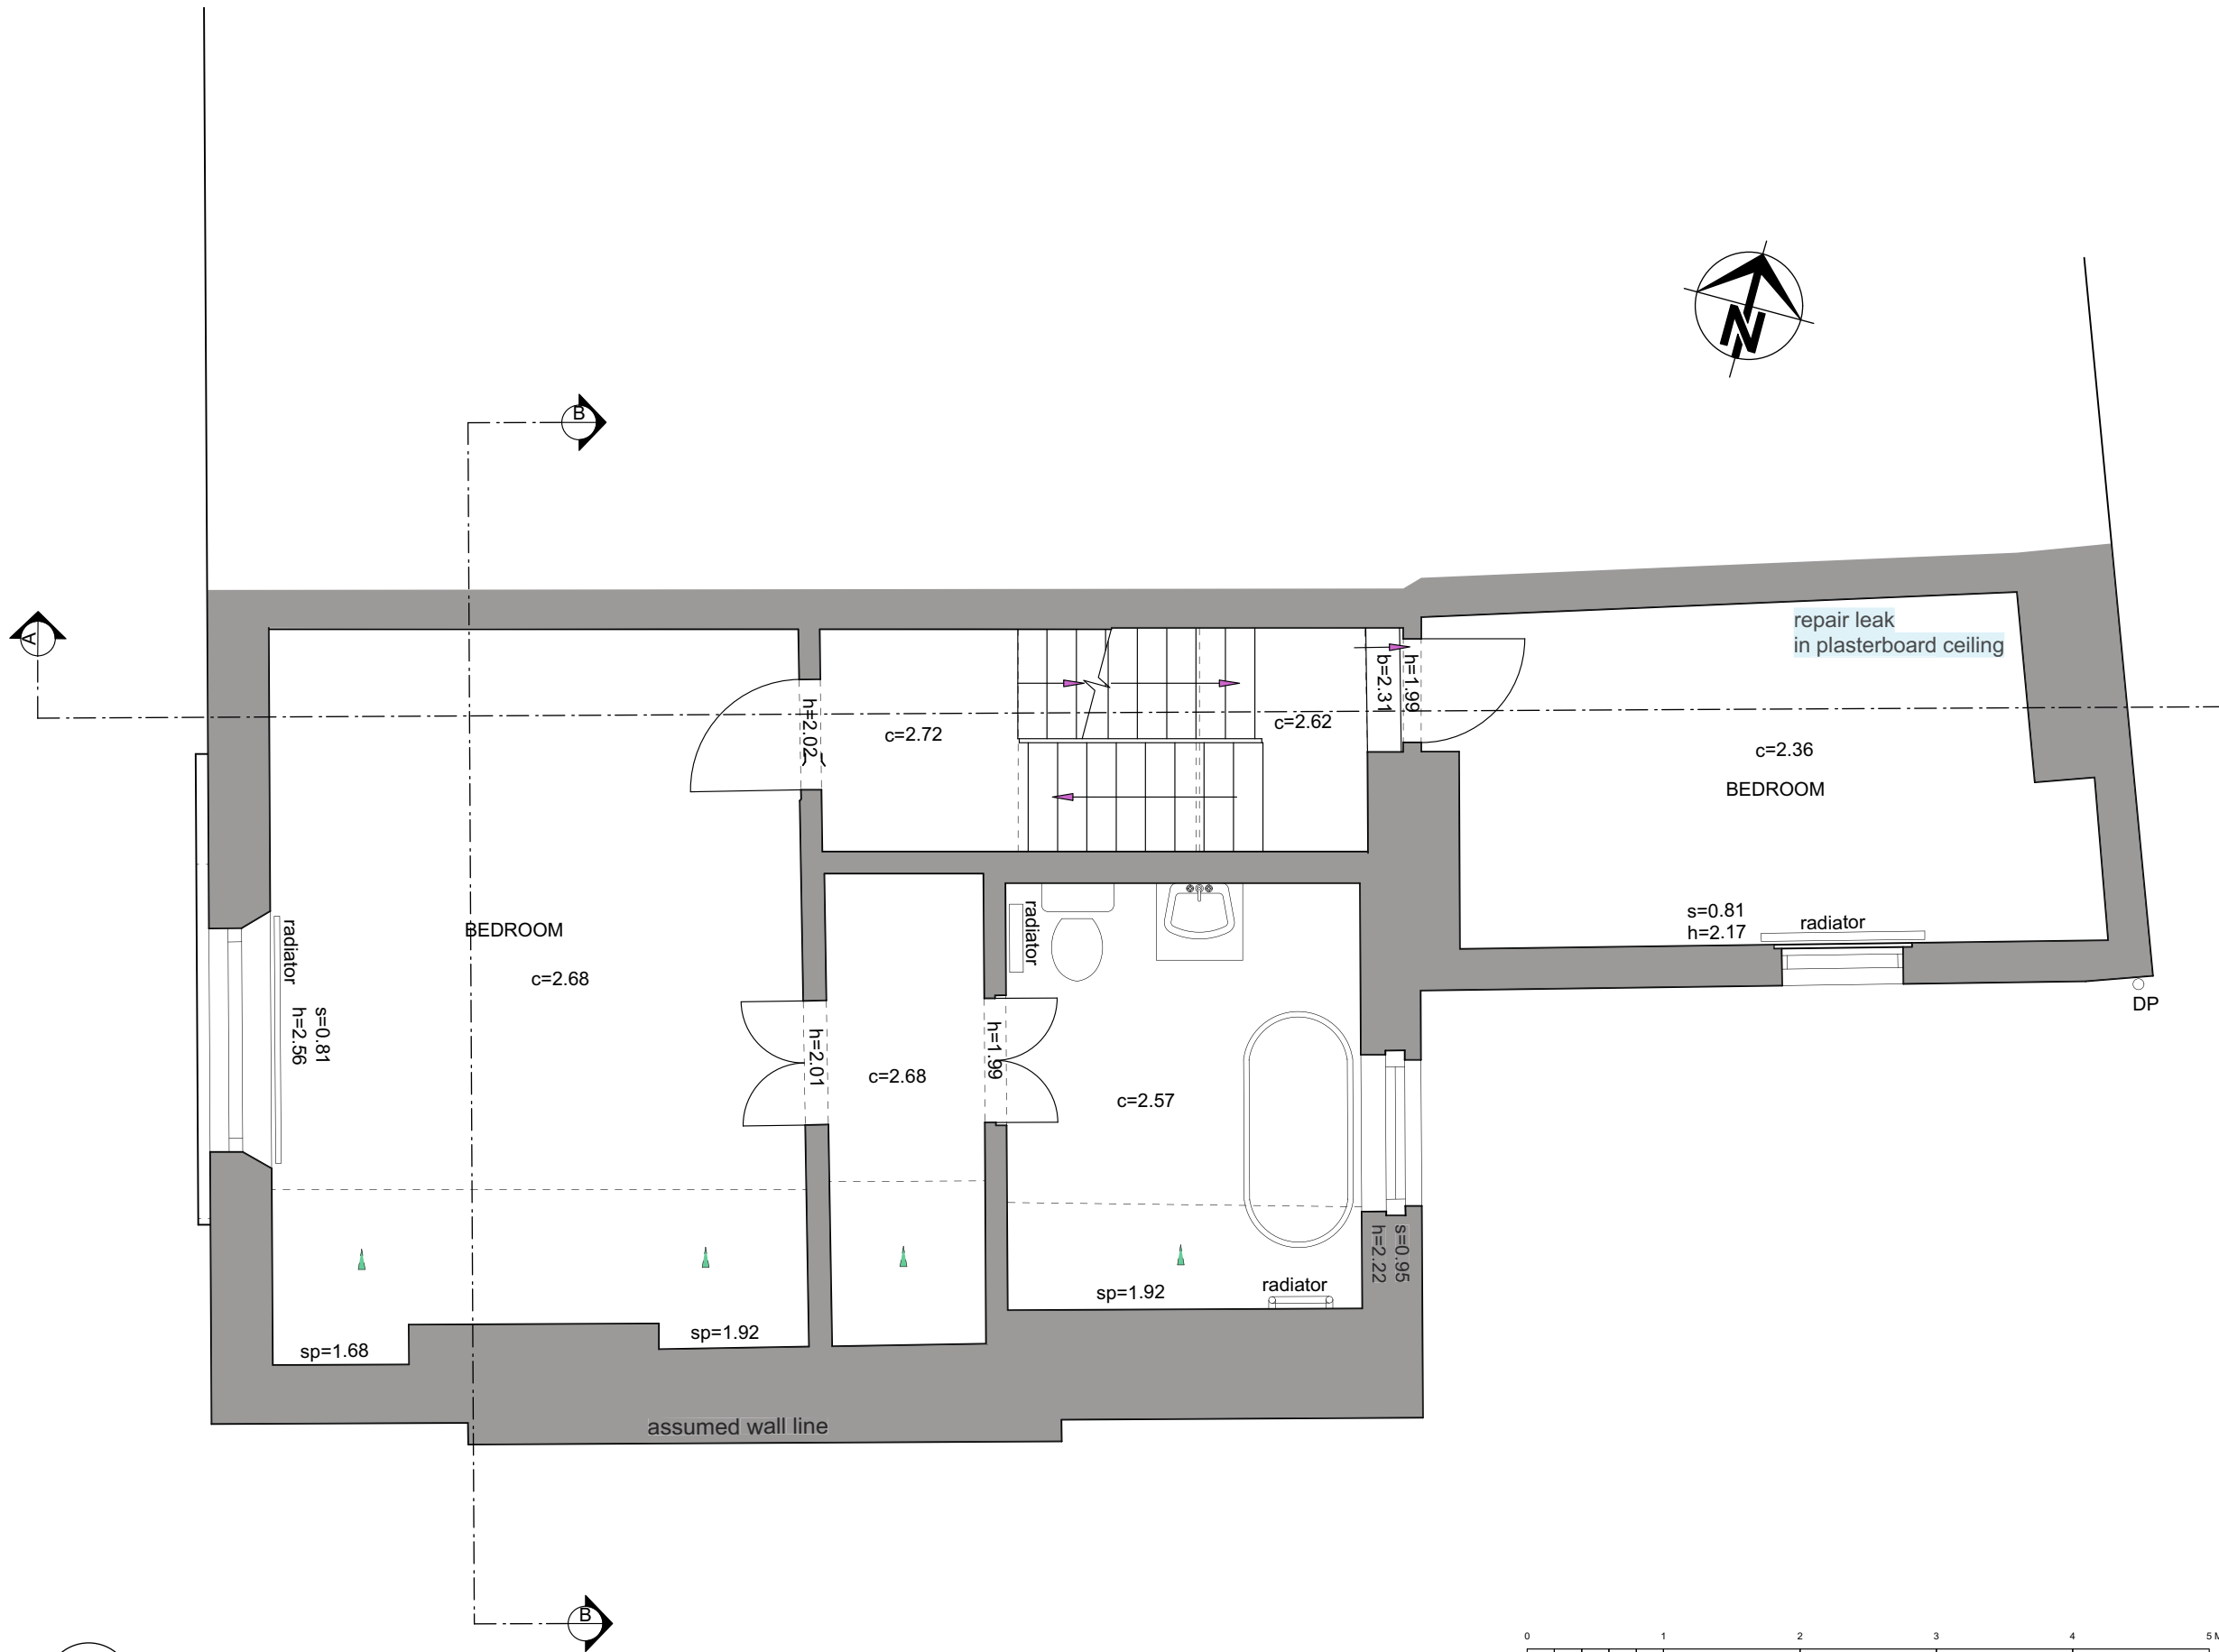 N
B
A
repair leak
in plasterboard ceiling
h=2.02
c=2.72
c=2.62
b=2.31
h=1.99
c=2.36
BEDROOM
BEDROOM
c=2.68
radiator
s=0.81
h=2.56
radiator
s=0.81
h=2.17
radiator
DP
h=2.01
c=2.68
h=1.99
c=2.57
s=0.95
h=2.22
sp=1.92
radiator
sp=1.92
sp=1.68
assumed wall line
B
0 1 2 3 4 5 M